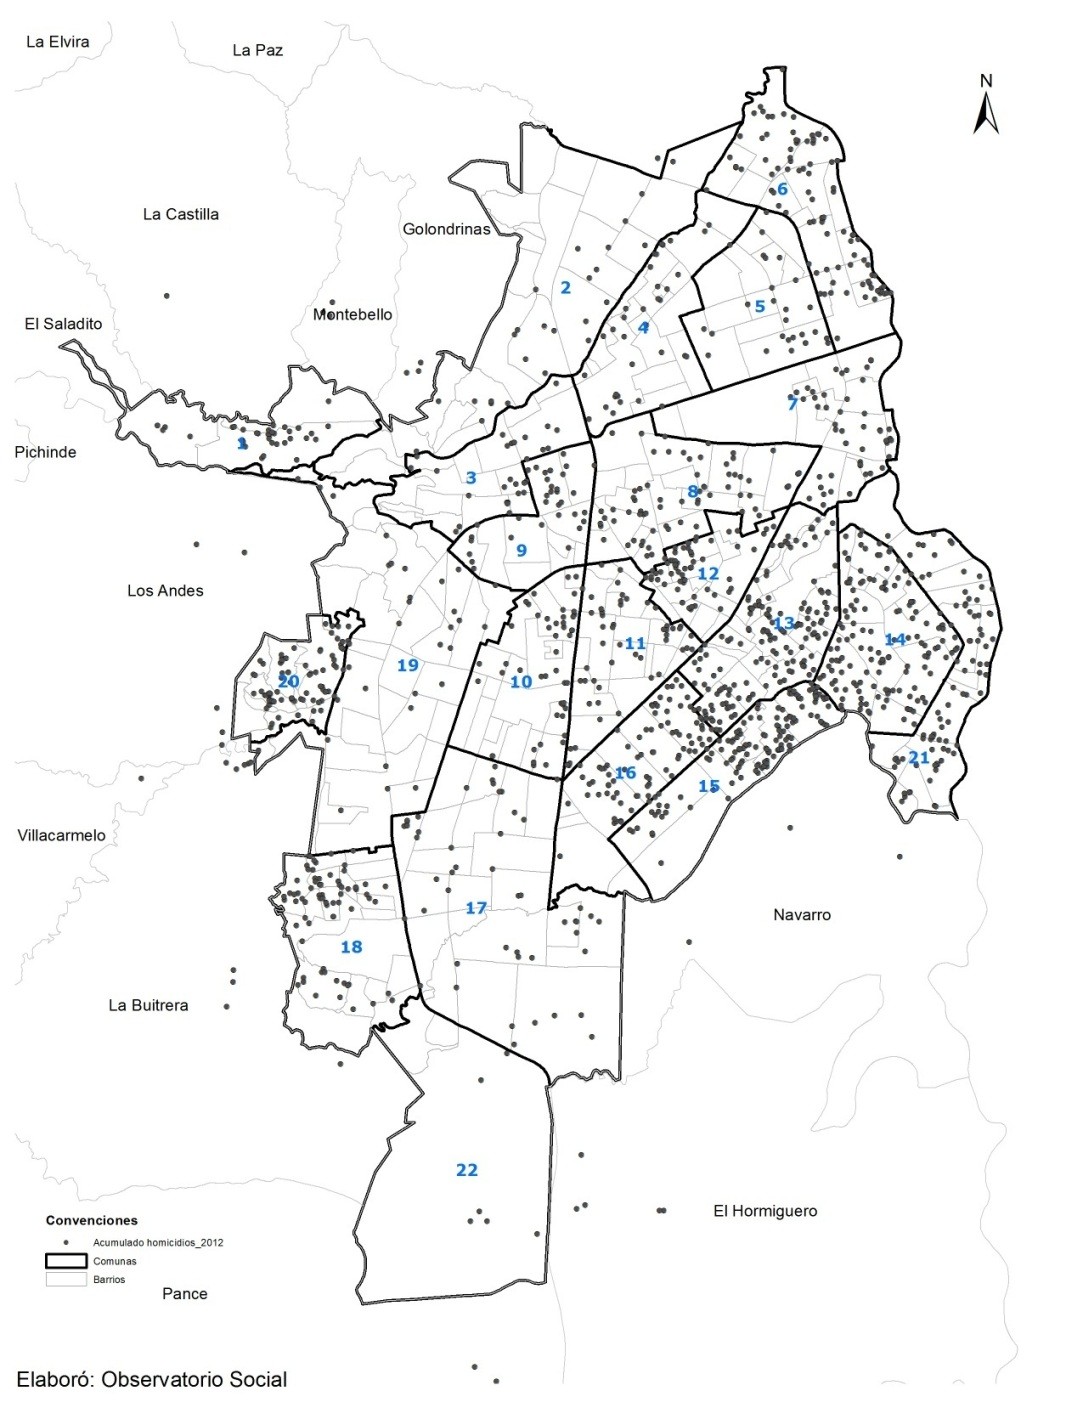 La Elvira
La Paz
N
6
La Castilla
Golondrinas
2
5
Montebello
El Saladito
4
7
1
Pichinde
3
8
9
12
Los Andes
13
11
14
19
20
10
21
16
15
Villacarmelo
17
Navarro
18
La Buitrera
22
El Hormiguero
Convenciones
Acumulado homicidios_2012
Comunas
Barrios
Pance
Elaboró: Observatorio Social